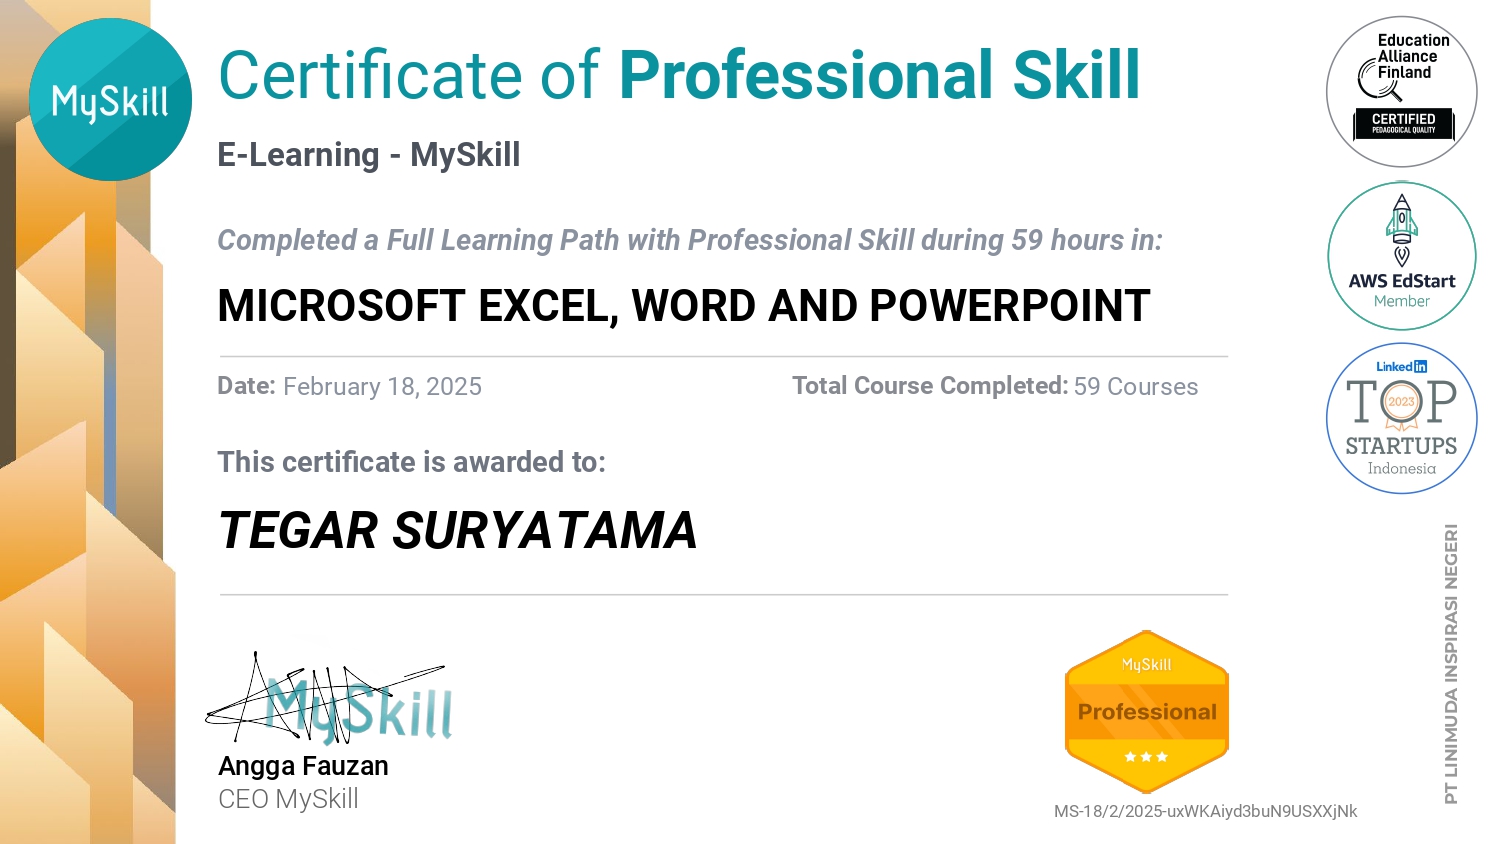 MySkill
Certificate of Professional Skill
E-Learning - MySkill
Completed a Full Learning Path with Professional Skill during 59 hours in:
MICROSOFT EXCEL, WORD AND POWERPOINT
Date: February 18, 2025
Total Course Completed: 59 Courses
This certificate is awarded to:
TEGAR SURYATAMA
MySkill
Angga Fauzan
CEO MySkill
MySkill
Professional
MS-18/2/2025-uxWKAiyd3buN9USXXjNk
Education
Alliance
Finland
CERTIFIED
PEDAGOGICAL QUALITY
AWS EdStart
Member
Linked in
TOP
2023
STARTUPS
Indonesia
PT LINIMUDA INSPIRASI NEGERI